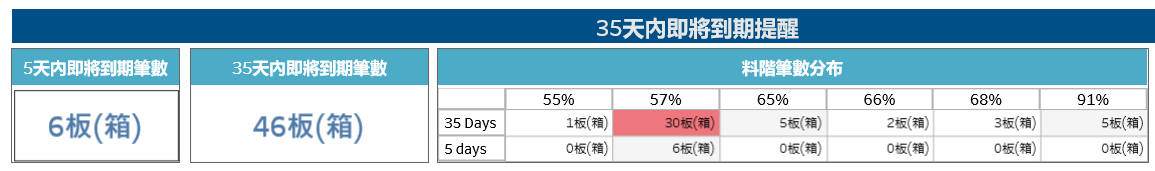 35天內即將到期提醒
5天內即將到期筆數
35天內即將到期筆數
料階筆數分布
6板(箱)
46板(箱)
55% 57% 65% 66% 68% 91%
35 Days 1板(箱) 30板(箱) 5板(箱) 2板(箱) 3板(箱) 5板(箱)
5 days 0板(箱) 6板(箱) 0板(箱) 0板(箱) 0板(箱) 0板(箱)